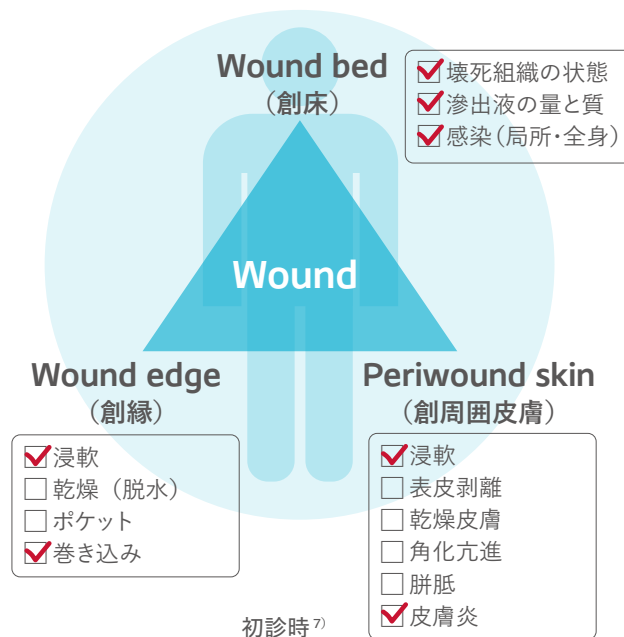 Wound bed
（創床）
壊死組織の状態
滲出液の量と質
感染（局所・全身）
Wound
Wound edge
（創縁）
浸軟
乾燥（脱水）
ポケット
巻き込み
Periwound skin
（創周囲皮膚）
浸軟
表皮剥離
乾燥皮膚
角化亢進
胼胝
皮膚炎
初診時7)